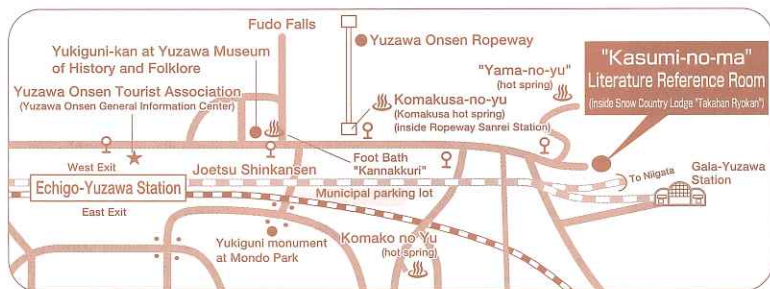 Fudo Falls
Yukiguni-kan at Yuzawa Museum
of History and Folklore
Yuzawa Onsen Tourist Association
(Yuzawa Onsen General Information Center)
Yuzawa Onsen Ropeway
"Yama-no-yu"
(hot spring)
"Kasumi-no-ma"
Literature Reference Room
(inside Snow Country Lodge "Takahan Ryokan")
Komakusa-no-yu
(Komakusa hot spring)
(inside Ropeway Sanrei Station)
West Exit
Joetsu Shinkansen
Foot Bath
"Kannakkuri"
To Niigata
Gala-Yuzawa
Station
Echigo-Yuzawa Station
Municipal parking lot
East Exit
Yukiguni monument
at Mondo Park
Komako no Yu
(hot spring)